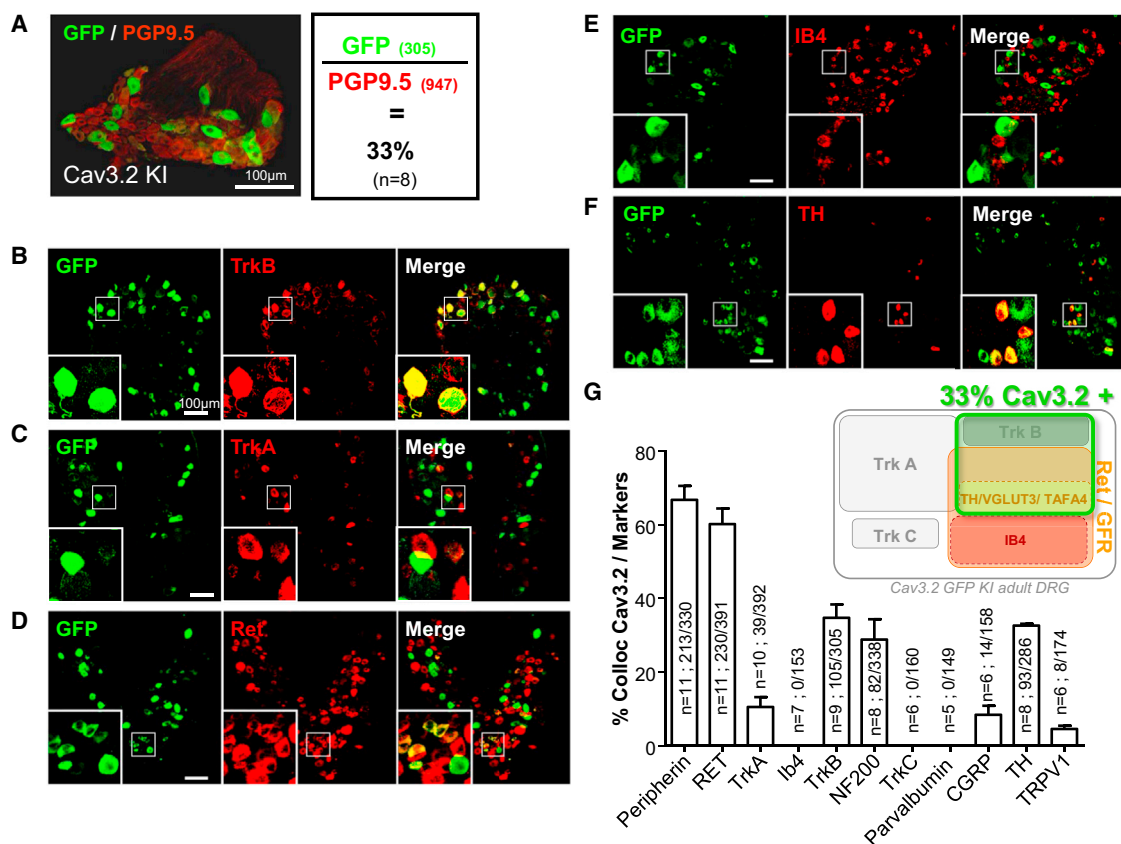 A
GFP / PGP9.5
Cav3.2 KI
100µm
GFP (305)
PGP9.5 (947)
=
33%
(n=8)
B
GFP
TrkB
Merge
100µm
C
GFP
TrkA
Merge
D
GFP
Ret
Merge
E
GFP
IB4
Merge
F
GFP
TH
Merge
G
33% Cav3.2 +
Trk B
Trk A
TH/VGLUT3/ TAFA4
Trk C
IB4
Ret / GFR
Cav3.2 GFP KI adult DRG
% Colloc Cav3.2 / Markers
80
60
40
20
0
n=11 ; 213/330
n=11 ; 230/391
n=10 ; 39/392
n=7 ; 0/153
n=9 ; 105/305
n=8 ; 82/338
n=6 ; 0/160
n=5 ; 0/149
n=6 ; 14/158
n=8 ; 93/286
n=6 ; 8/174
Peripherin
RET
TrkA
Ib4
TrkB
NF200
TrkC
Parvalbumin
CGRP
TH
TRPV1